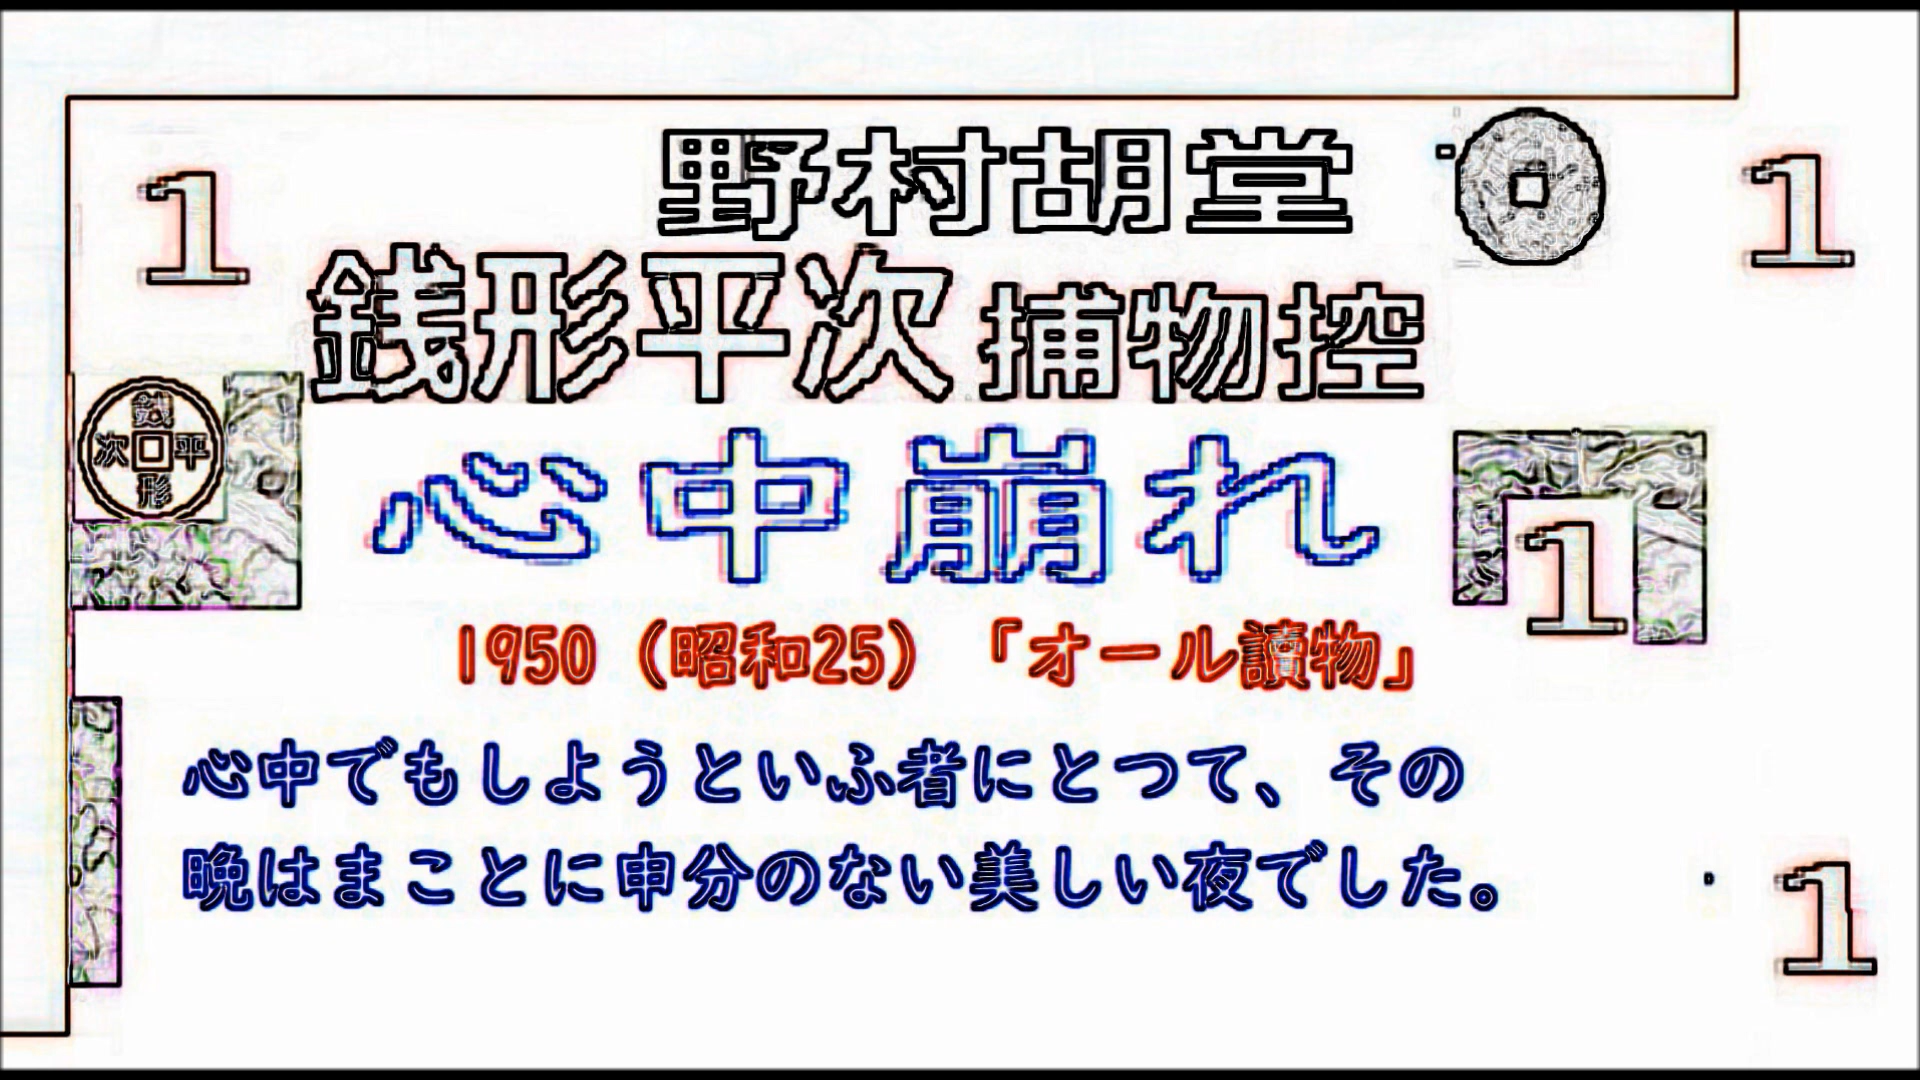 野村胡堂
1
1
銭形平次 捕物控
銭形平次
心中崩れ
1
1950（昭和25）「オール讀物」
心中でもしようといふ者にとつて、その
晩はまことに申分のない美しい夜でした。
1